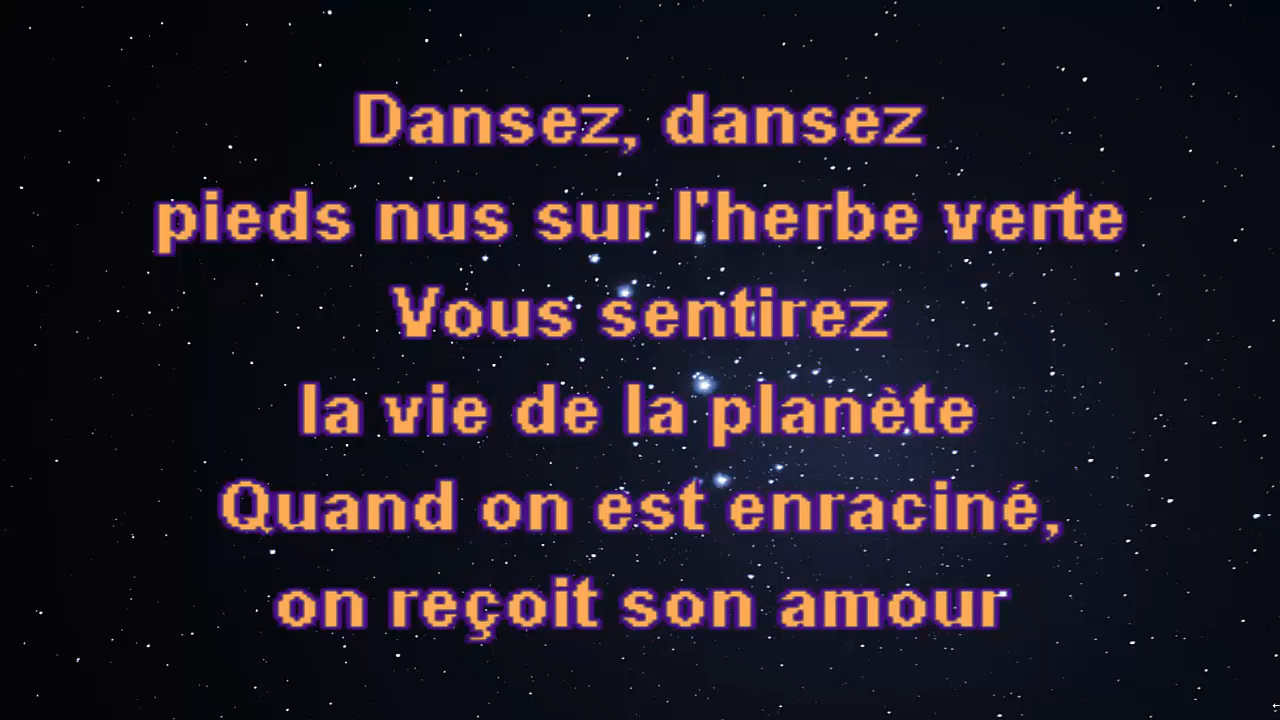 Dansez, dansez
pieds nus sur l'herbe verte
Vous sentirez
la vie de la planète
Quand on est enraciné,
on reçoit son amour